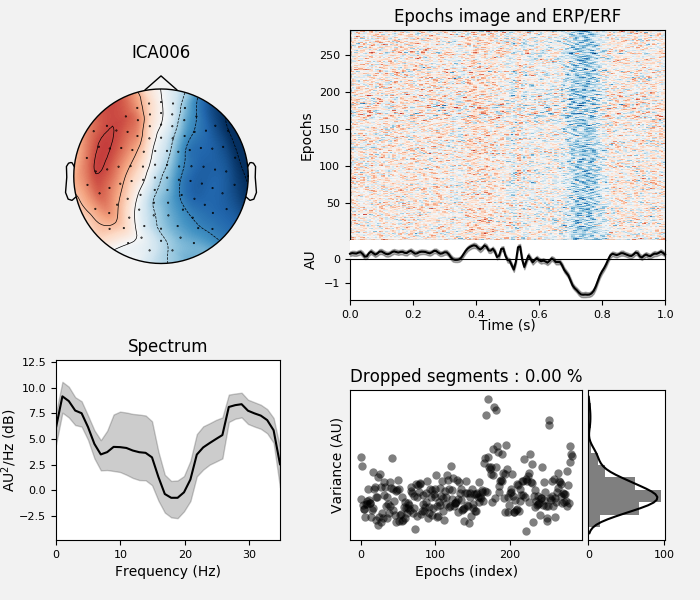 ICA006
Epochs image and ERP/ERF
Epochs
250
200
150
100
50
AU
0
−1
0.0 0.2 0.4 0.6 0.8 1.0
Time (s)
Spectrum
AU²/Hz (dB)
12.5
10.0
7.5
5.0
2.5
0.0
−2.5
0 10 20 30
Frequency (Hz)
Dropped segments : 0.00 %
Variance (AU)
0 100 200
Epochs (index)
0 100